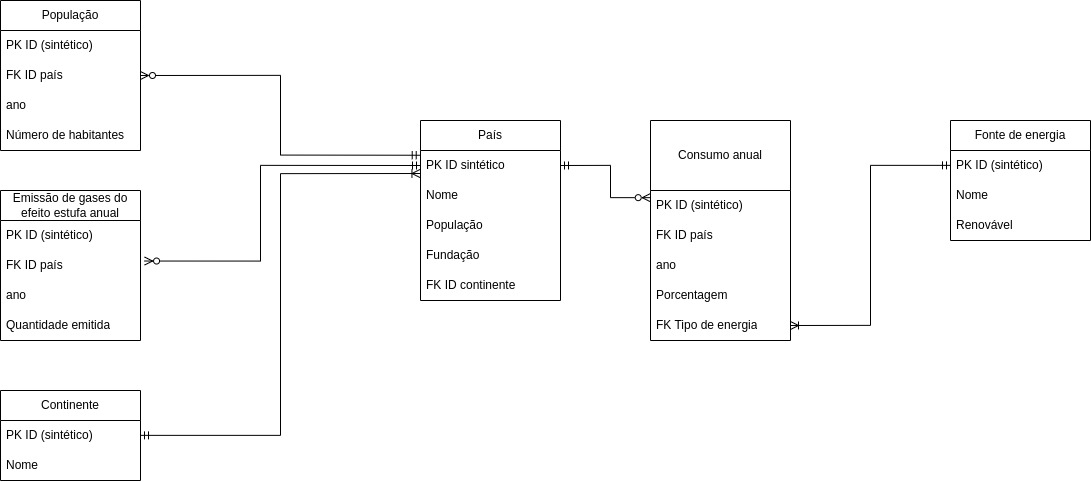 População
PK ID (sintético)
FK ID país
ano
Número de habitantes
Emissão de gases do
efeito estufa anual
PK ID (sintético)
FK ID país
ano
Quantidade emitida
Continente
PK ID (sintético)
Nome
País
PK ID sintético
Nome
População
Fundação
FK ID continente
Consumo anual
PK ID (sintético)
FK ID país
ano
Porcentagem
FK Tipo de energia
Fonte de energia
PK ID (sintético)
Nome
Renovável